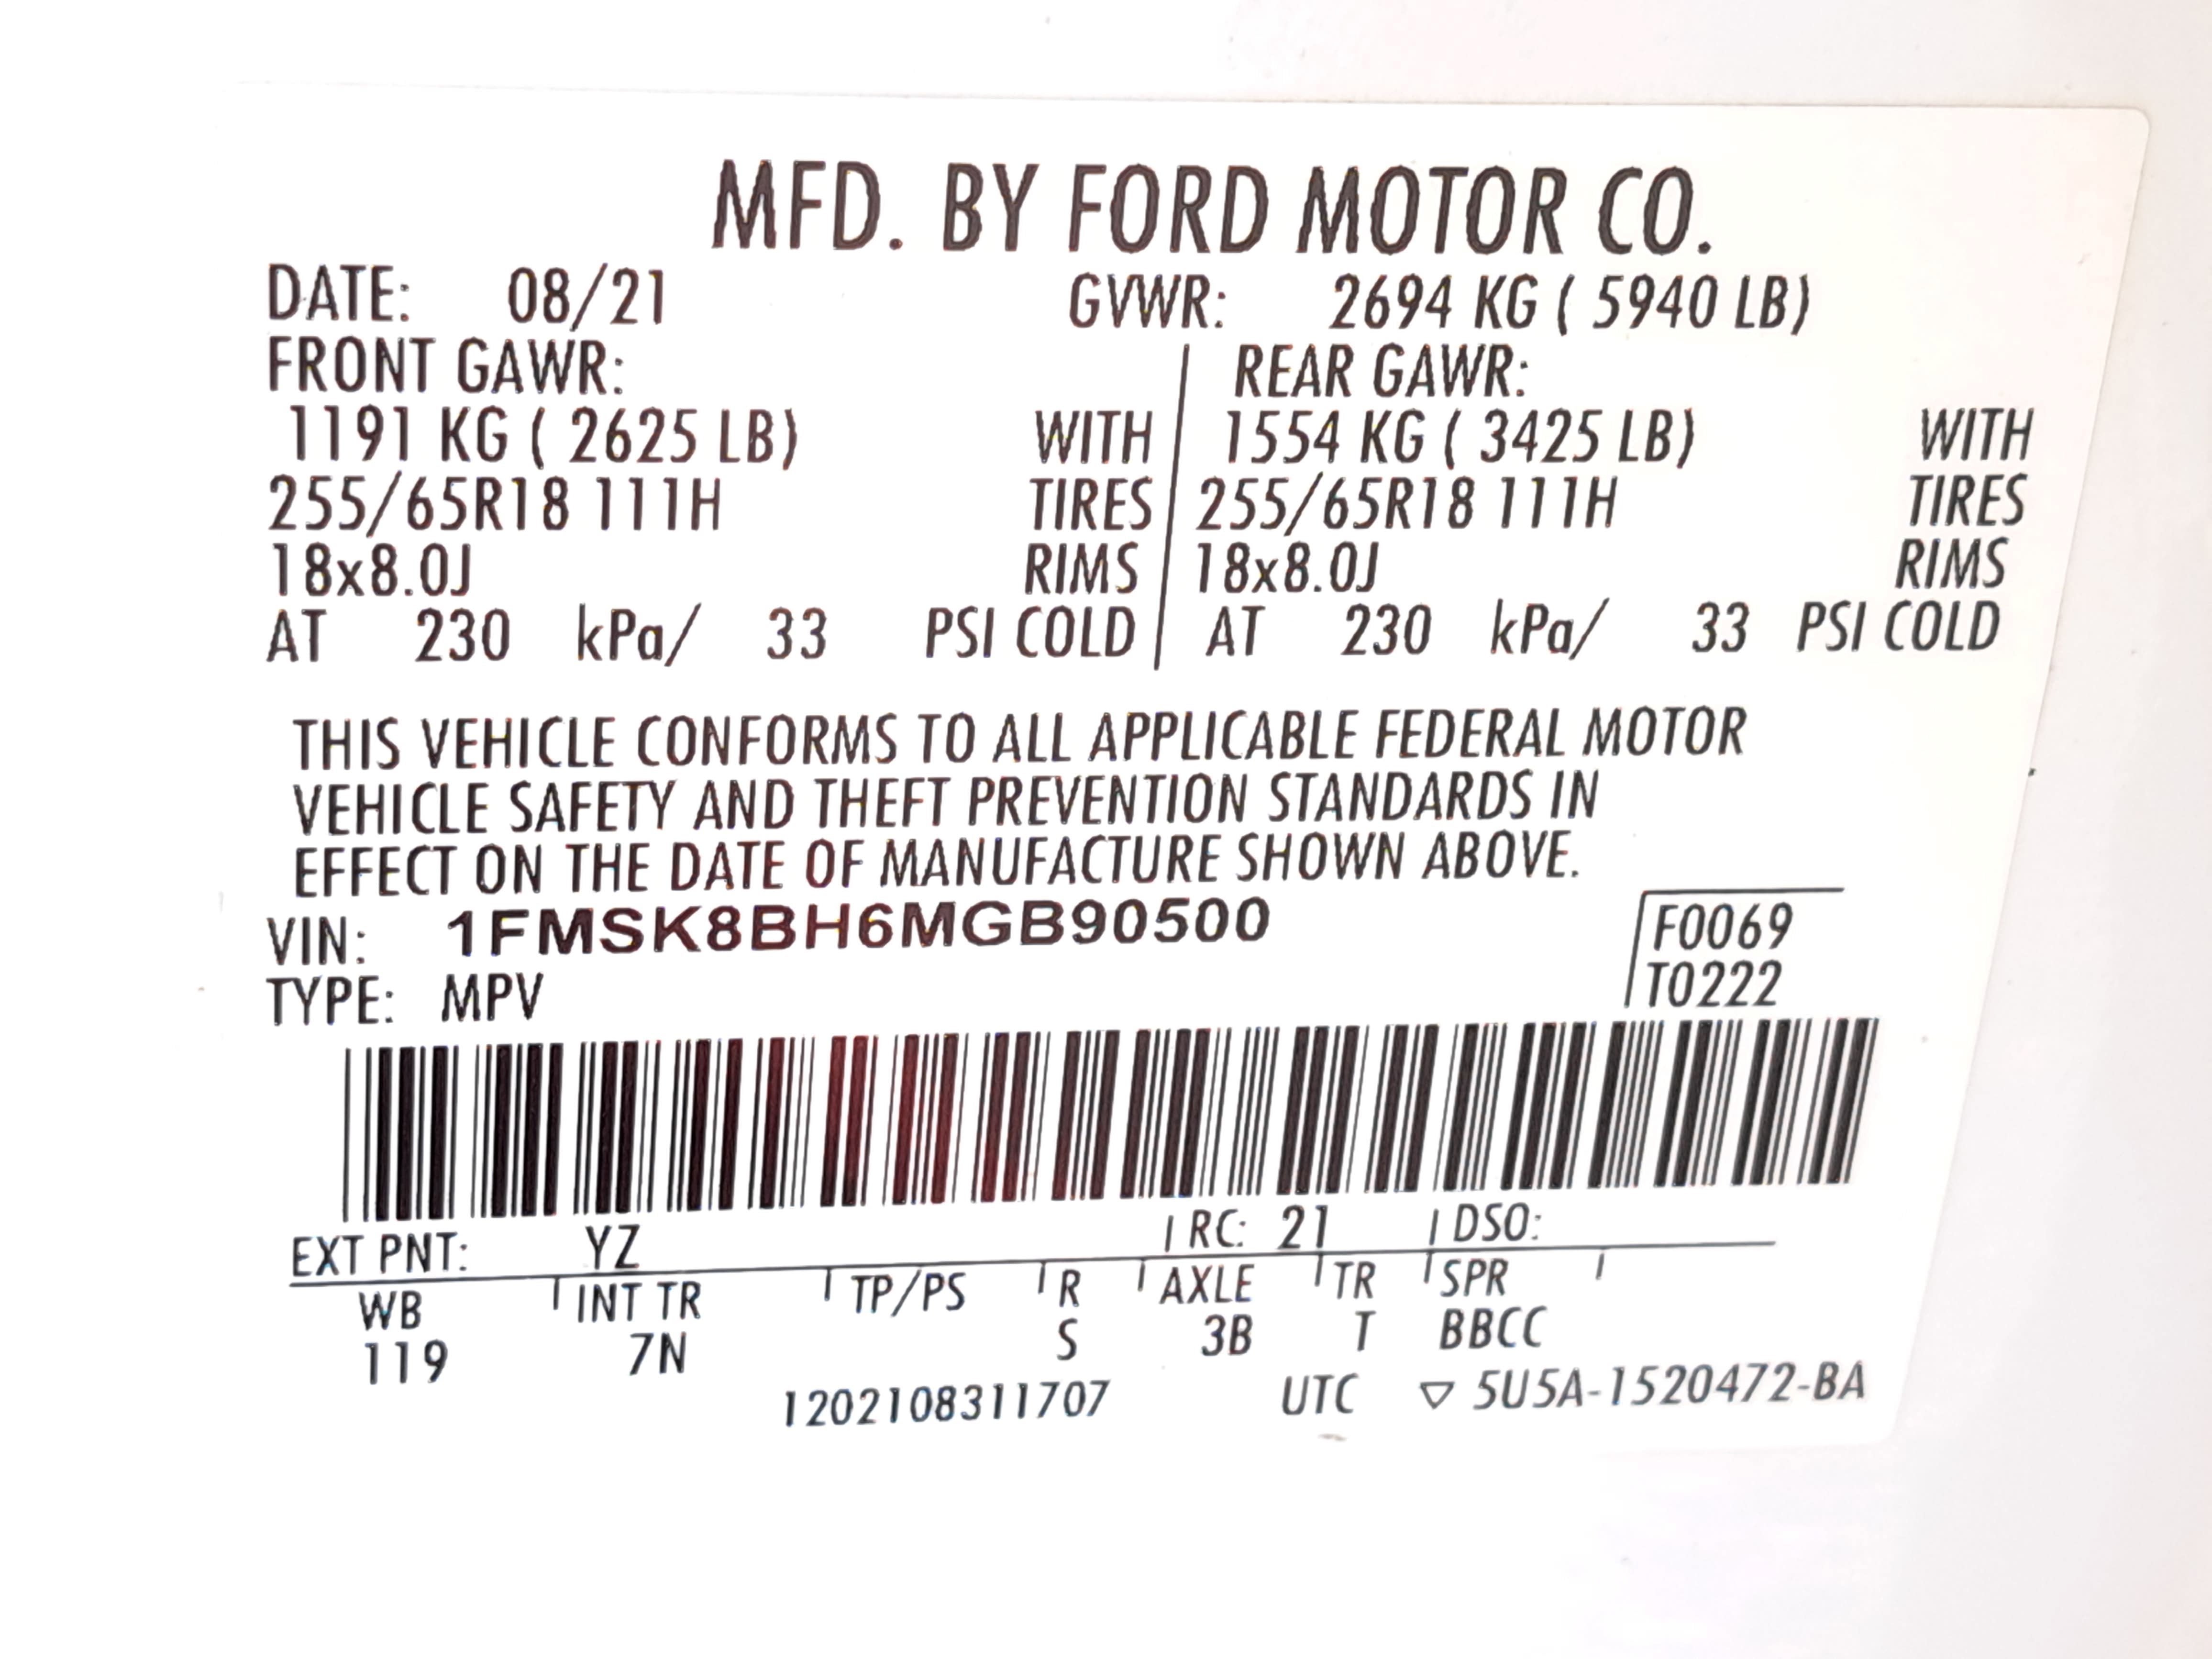 MFD. BY FORD MOTOR CO.
DATE: 08/21 GVWR: 2694 KG ( 5940 LB)
FRONT GAWR: REAR GAWR:
1191 KG ( 2625 LB) WITH 1554 KG ( 3425 LB) WITH
255/65R18 111H TIRES 255/65R18 111H TIRES
18x8.0J RIMS 18x8.0J RIMS
AT 230 kPa/ 33 PSI COLD AT 230 kPa/ 33 PSI COLD
THIS VEHICLE CONFORMS TO ALL APPLICABLE FEDERAL MOTOR
VEHICLE SAFETY AND THEFT PREVENTION STANDARDS IN
EFFECT ON THE DATE OF MANUFACTURE SHOWN ABOVE.
VIN: 1FMSK8BH6MGB90500 F0069
TYPE: MPV T0222
EXT PNT: YZ RC: 21 DSO:
WB INT TR TP/PS R AXLE TR SPR
119 7N S 3B T BBCC
1202108311707 UTC ▽ 5U5A-1520472-BA